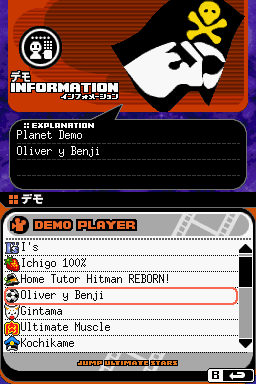 デモ
INFORMATION
インフォメーション
:: EXPLANATION
Planet Demo
Oliver y Benji
デモ
DEMO PLAYER
I's
Ichigo 100%
Home Tutor Hitman REBORN!
Oliver y Benji
Gintama
Ultimate Muscle
Kochikame
JUMP ULTIMATE STARS
B